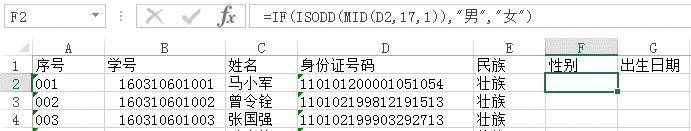 F2 =IF(ISODD(MID(D2,17,1)),"男","女")
A B C D E F G
1 序号 学号 姓名 身份证号码 民族 性别 出生日期
2 001 160310601001 马小军 110101200001051054 壮族
3 002 160310601002 曾令铨 110102199812191513 壮族
4 003 160310601003 张国强 110102199903292713 壮族